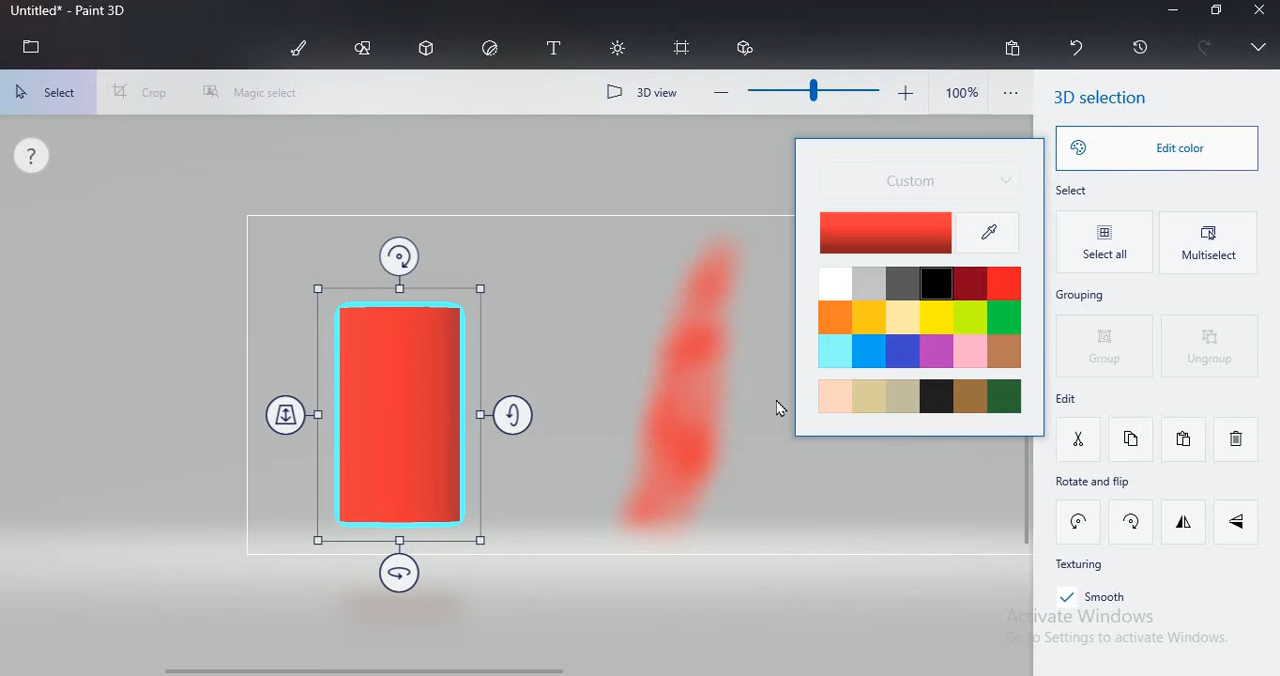 Untitled* - Paint 3D
Select
Crop
Magic select
3D view
100%
3D selection
?
Custom
Edit color
Select
Select all
Multiselect
Grouping
Group
Ungroup
Edit
Rotate and flip
Texturing
Smooth
Activate Windows
Go to Settings to activate Windows.